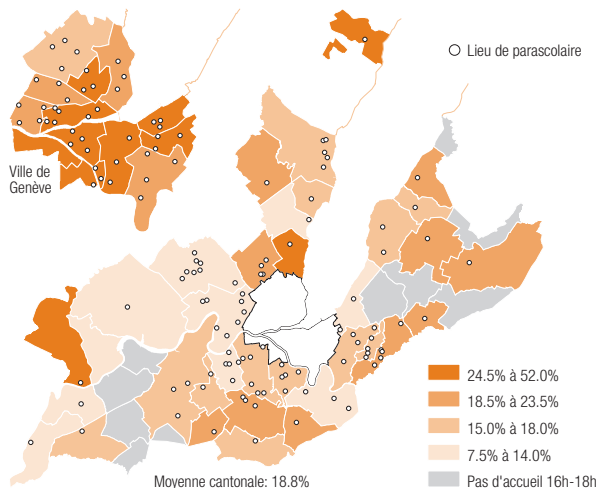 Lieu de parascolaire
Ville de
Genève
24.5% à 52.0%
18.5% à 23.5%
15.0% à 18.0%
7.5% à 14.0%
Pas d'accueil 16h-18h
Moyenne cantonale: 18.8%